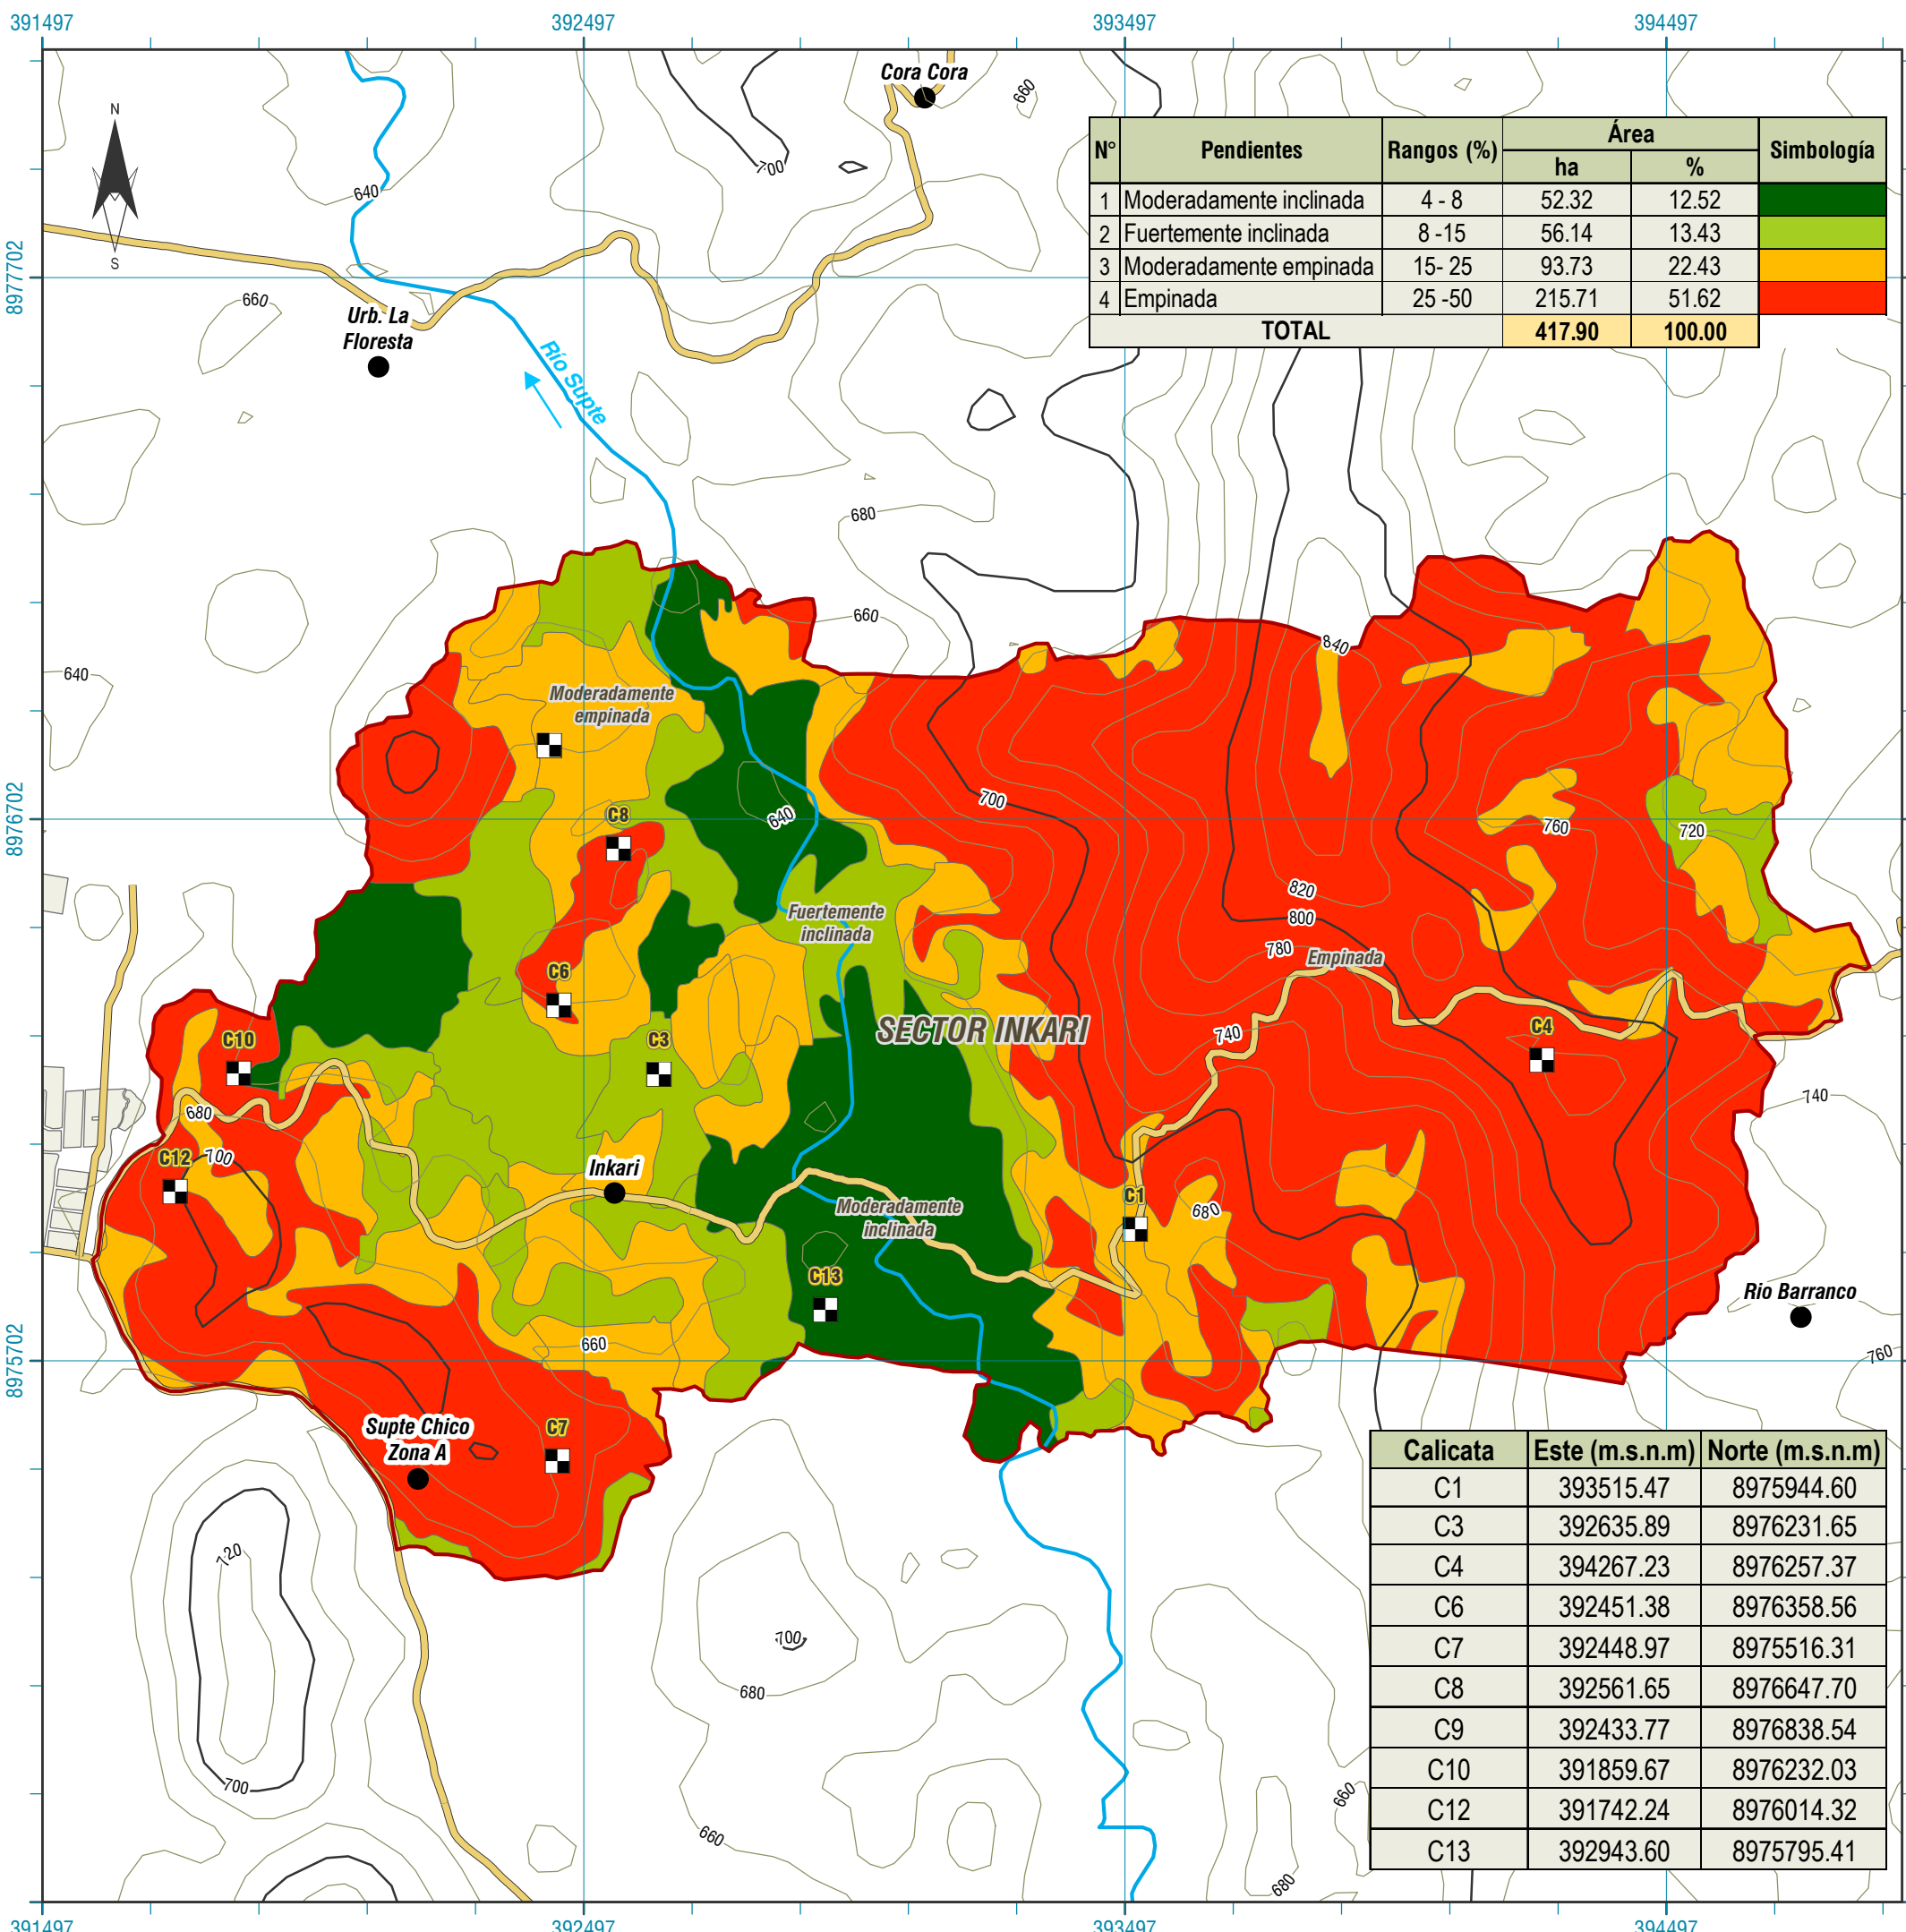 391497 392497 393497 394497
Cora Cora
660
N
S
700
640
N° Pendientes Rangos (%) Área Simbología
ha %
1 Moderadamente inclinada 4 - 8 52.32 12.52
2 Fuertemente inclinada 8 -15 56.14 13.43
3 Moderadamente empinada 15- 25 93.73 22.43
4 Empinada 25 -50 215.71 51.62
TOTAL 417.90 100.00
8977702
660
Urb. La
Floresta
Río Supte
680
660
840
640
Moderadamente
empinada
700
640
C8
760
720
8976702
820
800
780
Fuertemente
inclinada
Empinada
C6
SECTOR INKARI
C10
C3
740
C4
680
740
C12
700
Inkari
C1
680
Moderadamente
inclinada
C13
Rio Barranco
660
760
8975702
Supte Chico
Zona A
C7
Calicata Este (m.s.n.m) Norte (m.s.n.m)
C1 393515.47 8975944.60
C3 392635.89 8976231.65
C4 394267.23 8976257.37
C6 392451.38 8976358.56
C7 392448.97 8975516.31
C8 392561.65 8976647.70
C9 392433.77 8976838.54
C10 391859.67 8976232.03
C12 391742.24 8976014.32
C13 392943.60 8975795.41
720
700
680
700
660
660
680
391497 392497 393497 394497